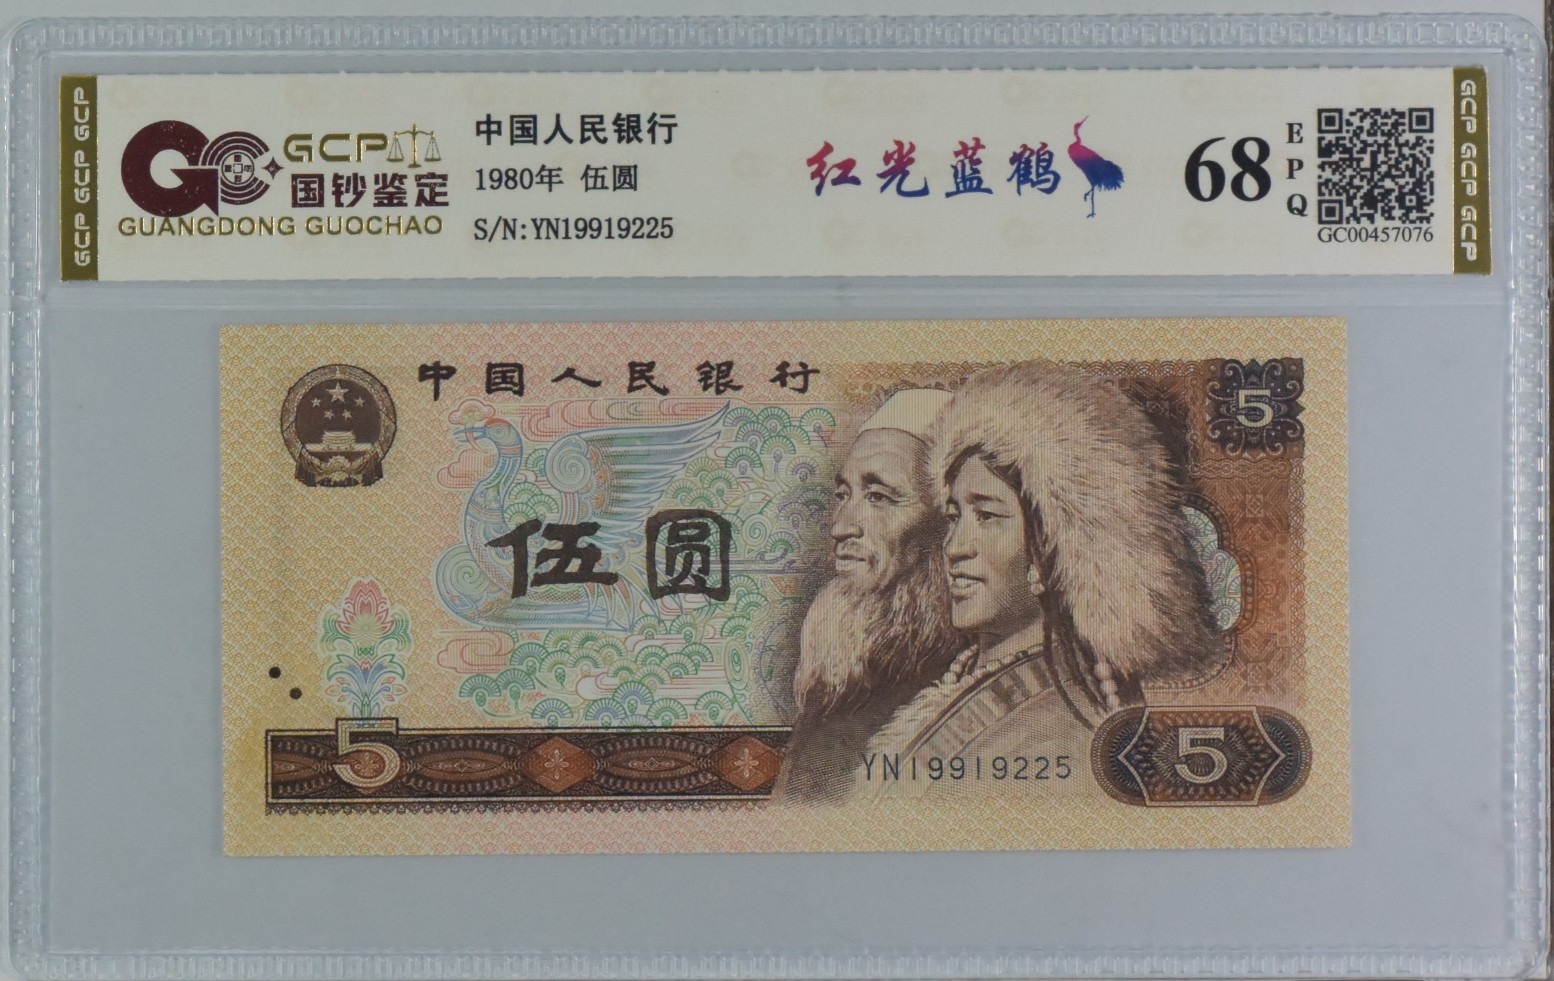 GCP GCP GCP
GCP
国钞鉴定
GUANGDONG GUOCHAO
中国人民银行
1980年 伍圆
S/N:YN19919225
红光蓝鹤
68
EPQ
GC00457076
GCP GCP GCP
中国人民银行
5
伍圆
5
YN19919225
5